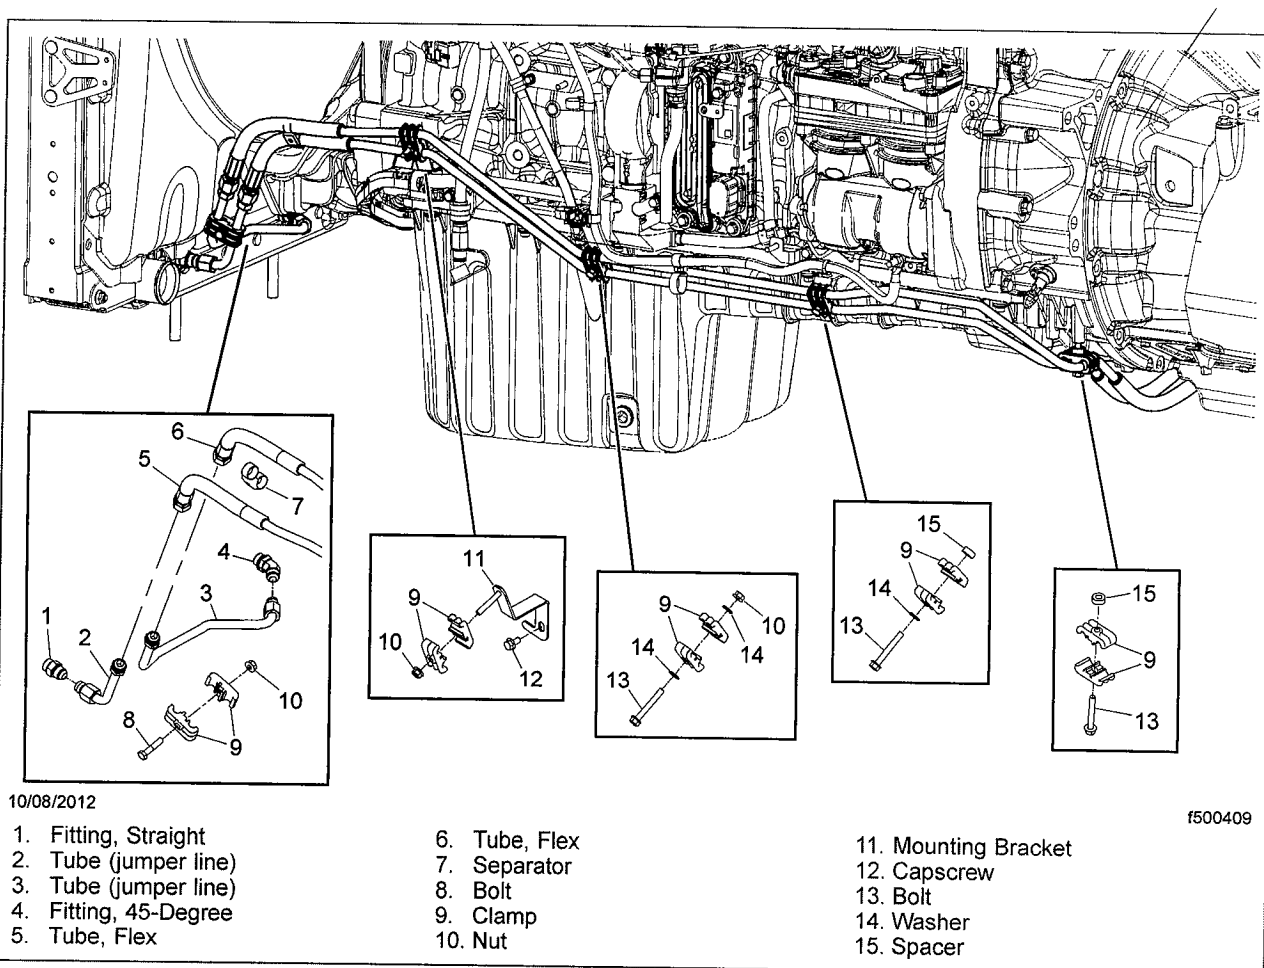 6
5
7
4
3
1
2
10
8
9
11
9
10
12
9
10
14
14
13
15
9
14
13
15
9
13
10/08/2012
f500409
1. Fitting, Straight
2. Tube (jumper line)
3. Tube (jumper line)
4. Fitting, 45-Degree
5. Tube, Flex
6. Tube, Flex
7. Separator
8. Bolt
9. Clamp
10. Nut
11. Mounting Bracket
12. Capscrew
13. Bolt
14. Washer
15. Spacer